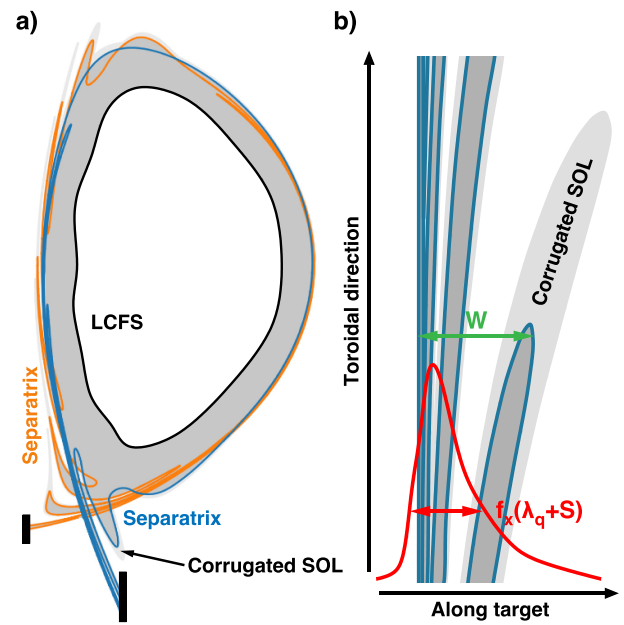 a)
LCFS
Separatrix
Separatrix
Corrugated SOL
b)
Toroidal direction
Corrugated SOL
W
fx(λq+S)
Along target